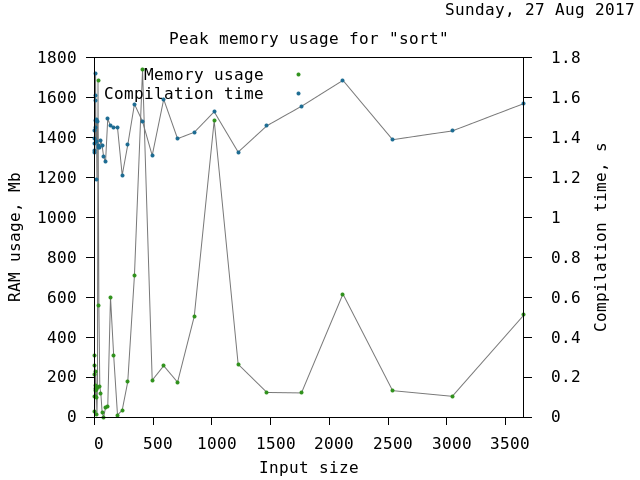 Sunday, 27 Aug 2017
Peak memory usage for "sort"
Memory usage
Compilation time
1800 1.8
1600 1.6
1400 1.4
1200 1.2
1000 1
800 0.8
600 0.6
400 0.4
200 0.2
0 0
RAM usage, Mb
Compilation time, s
0 500 1000 1500 2000 2500 3000 3500
Input size